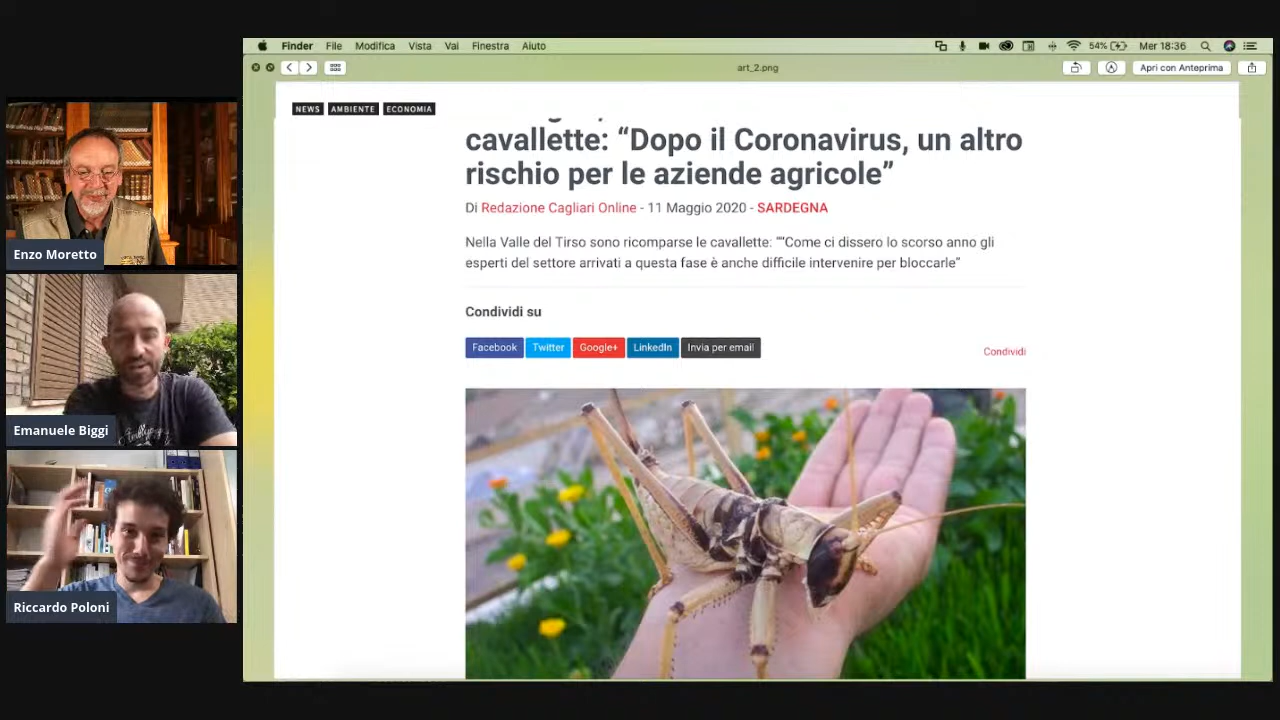 Finder File Modifica Vista Vai Finestra Aiuto 54% Mer 18:36
art_2.png Apri con Anteprima
NEWS AMBIENTE ECONOMIA
cavallette: “Dopo il Coronavirus, un altro
rischio per le aziende agricole”
Di Redazione Cagliari Online - 11 Maggio 2020 - SARDEGNA
Nella Valle del Tirso sono ricomparse le cavallette: "“Come ci dissero lo scorso anno gli
esperti del settore arrivati a questa fase è anche difficile intervenire per bloccarle”
Condividi su
Facebook Twitter Google+ LinkedIn Invia per email
Condividi
Enzo Moretto
Emanuele Biggi
Riccardo Poloni